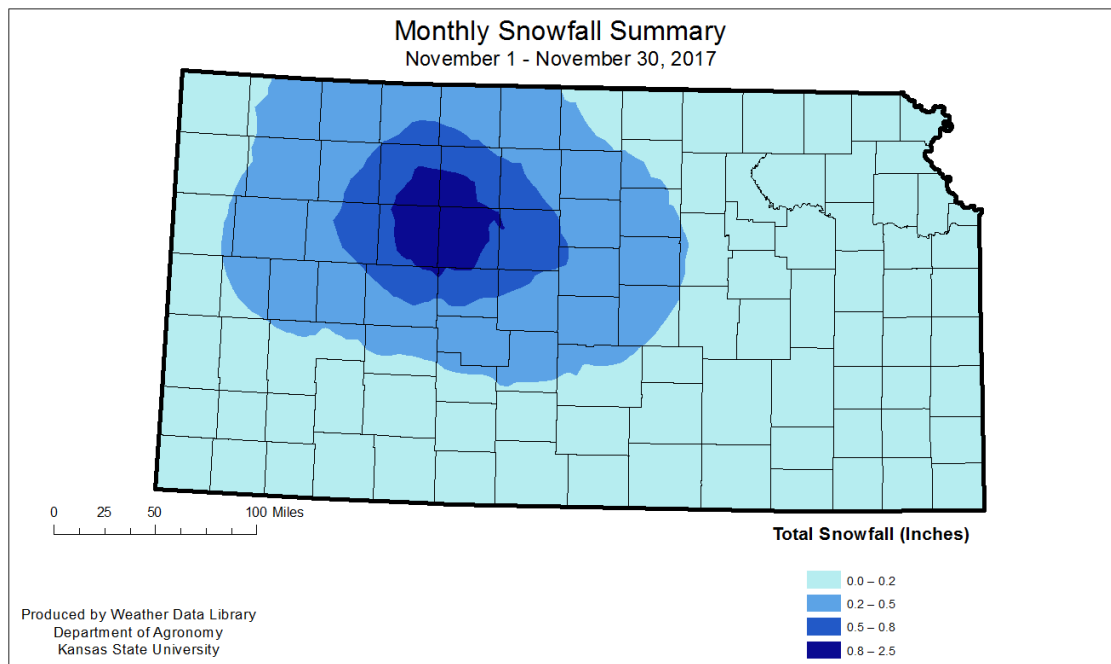 Monthly Snowfall Summary
November 1 - November 30, 2017
0 25 50 100 Miles
Total Snowfall (Inches)
0.0 – 0.2
0.2 – 0.5
0.5 – 0.8
0.8 – 2.5
Produced by Weather Data Library
Department of Agronomy
Kansas State University